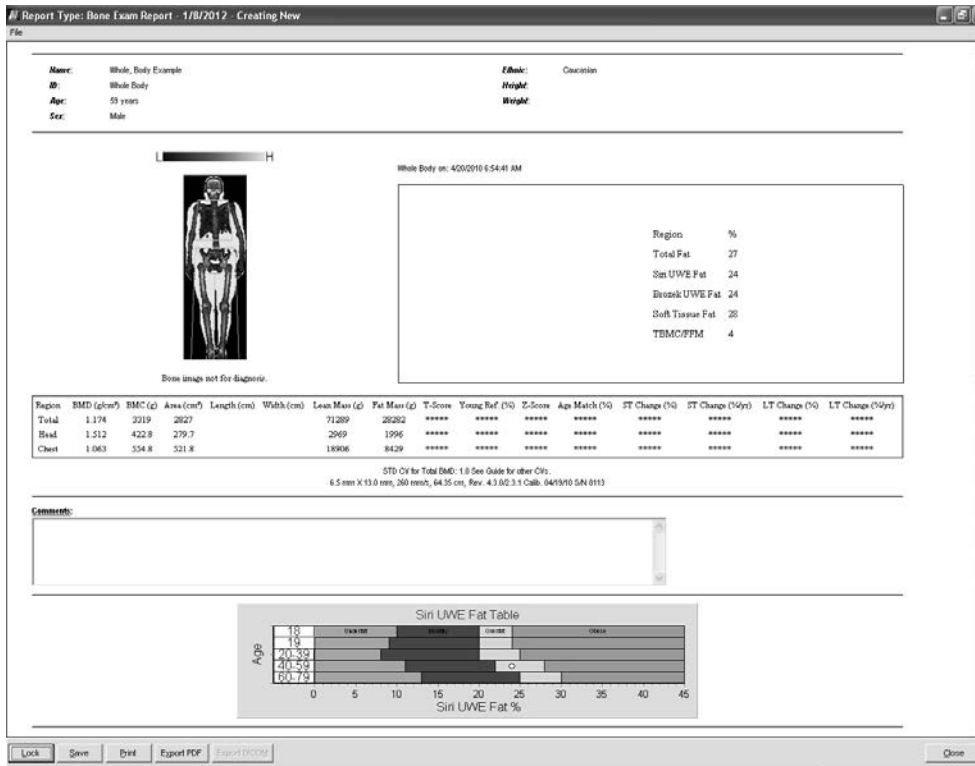 Report Type: Bone Exam Report - 1/8/2012 - Creating New
File
Name: Whole, Body Example
Ethnic: Caucasian
ID: Whole Body
Height:
Age: 59 years
Weight:
Sex: Male
L H
Whole Body on: 4/20/2010 6:54:41 AM
Region %
Total Fat 27
Siri UWE Fat 24
Brozek UWE Fat 24
Soft Tissue Fat 28
TBMC/FFM 4
Bone image not for diagnosis.
Region BMD (g/cm²) BMC (g) Area (cm²) Length (cm) Width (cm) Lean Mass (g) Fat Mass (g) T-Score Young Ref. (%) Z-Score Age Match (%) ST Change (%) ST Change (%/yr) LT Change (%) LT Change (%/yr)
Total 1.174 3319 2827 71289 28282 ***** ***** ***** ***** ***** ***** ***** *****
Head 1.512 422.8 279.7 2969 1996 ***** ***** ***** ***** ***** ***** ***** *****
Chest 1.063 554.8 521.8 18906 8429 ***** ***** ***** ***** ***** ***** ***** *****
STD CV for Total BMD: 1.0 See Guide for other CVs.
6.5 mm X 13.0 mm, 260 mm/s, 64.35 cm, Rev. 4.3.0/2.3.1 Calib. 04/19/10 S/N 0113
Comments:
Siri UWE Fat Table
Age
18
19
20-39
40-59
60-79
0 5 10 15 20 25 30 35 40 45
Siri UWE Fat %
Lock Save Print Export PDF Export DICOM Close